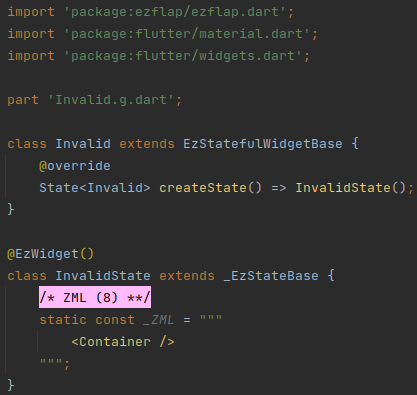 import 'package:ezflap/ezflap.dart';
import 'package:flutter/material.dart';
import 'package:flutter/widgets.dart';
part 'Invalid.g.dart';
class Invalid extends EzStatefulWidgetBase {
@override
State<Invalid> createState() => InvalidState();
}
@EzWidget()
class InvalidState extends _EzStateBase {
/* ZML (8) **/
static const _ZML = """
<Container />
""";
}